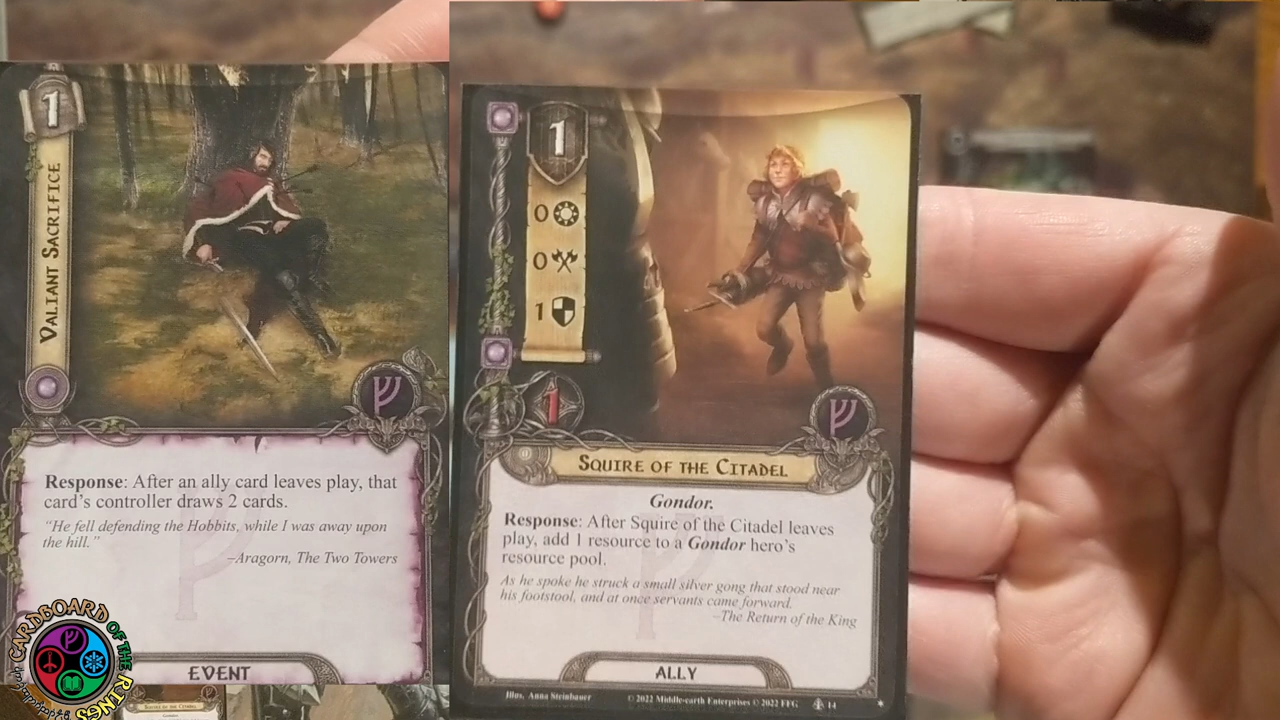 1
VALIANT SACRIFICE
Response: After an ally card leaves play, that
card's controller draws 2 cards.
"He fell defending the Hobbits, while I was away upon
the hill."
–Aragorn, The Two Towers
EVENT
CARDBOARD OF THE RINGS
1
0
0
1
1
SQUIRE OF THE CITADEL
Gondor.
Response: After Squire of the Citadel leaves
play, add 1 resource to a Gondor hero's
resource pool.
As he spoke he struck a small silver gong that stood near
his footstool, and at once servants came forward.
–The Return of the King
ALLY
Illus. Anna Steinbauer
© 2022 Middle-earth Enterprises © 2022 FFG
14
SQUIRE OF THE CITADEL